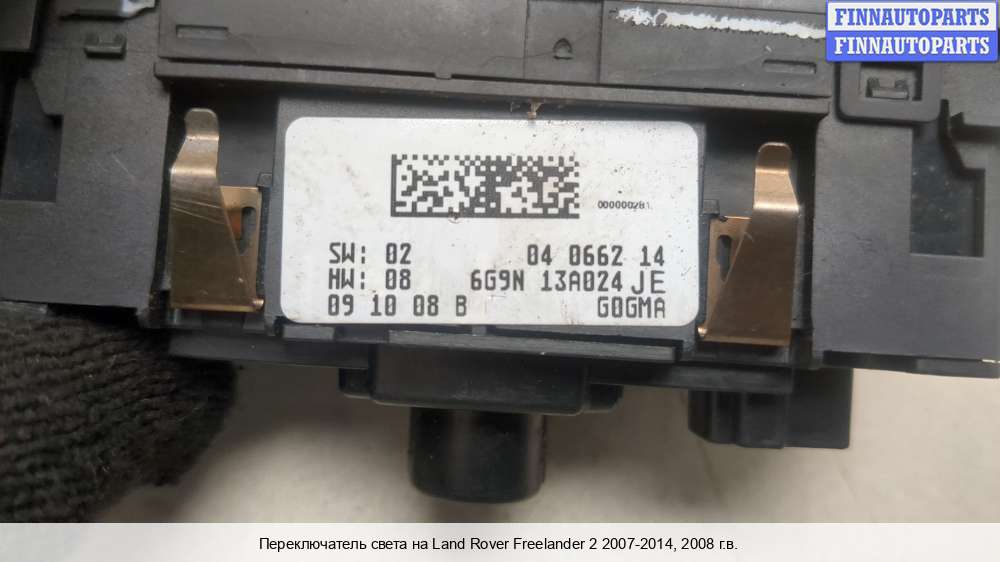 FINNAUTOPARTS
FINNAUTOPARTS
000000281
SW: 02 04 0662 14
HW: 08 6G9N 13A024 JE
09 10 08 B G0GMA
Переключатель света на Land Rover Freelander 2 2007-2014, 2008 г.в.